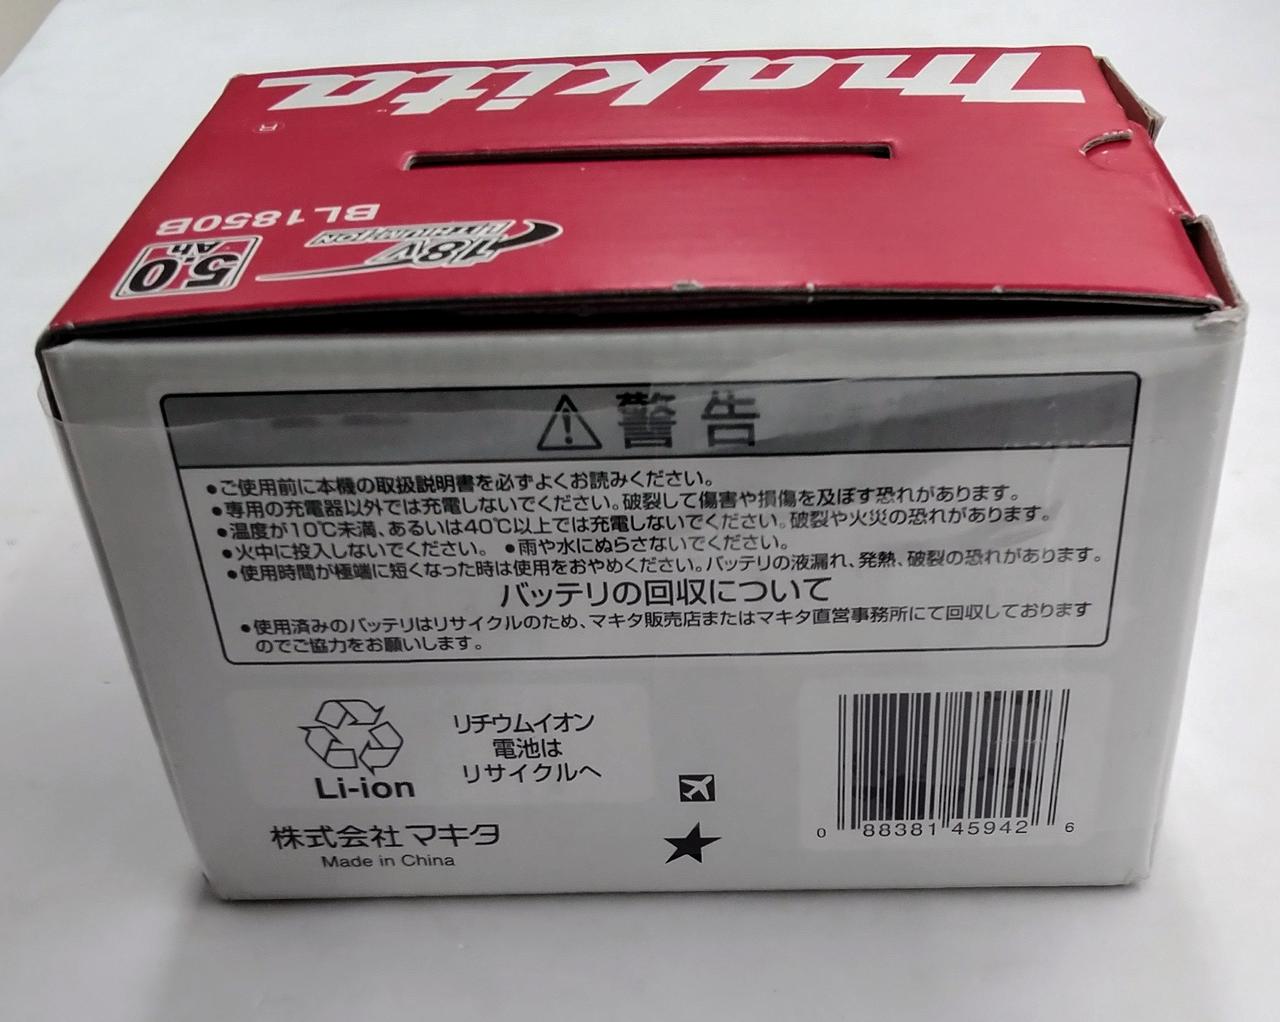 makita
R
BL1850B
18V
LITHIUM-ION
5.0
Ah
警告
●ご使用前に本機の取扱説明書を必ずよくお読みください。
●専用の充電器以外では充電しないでください。破裂して傷害や損傷を及ぼす恐れがあります。
●温度が10℃未満、あるいは40℃以上では充電しないでください。破裂や火災の恐れがあります。
●火中に投入しないでください。 ●雨や水にぬらさないでください。
●使用時間が極端に短くなった時は使用をおやめください。バッテリの液漏れ、発熱、破裂の恐れがあります。
バッテリの回収について
●使用済みのバッテリはリサイクルのため、マキタ販売店またはマキタ直営事務所にて回収しております
のでご協力をお願いします。
Li-ion
リチウムイオン
電池は
リサイクルへ
株式会社マキタ
Made in China
0 88381 45942 6